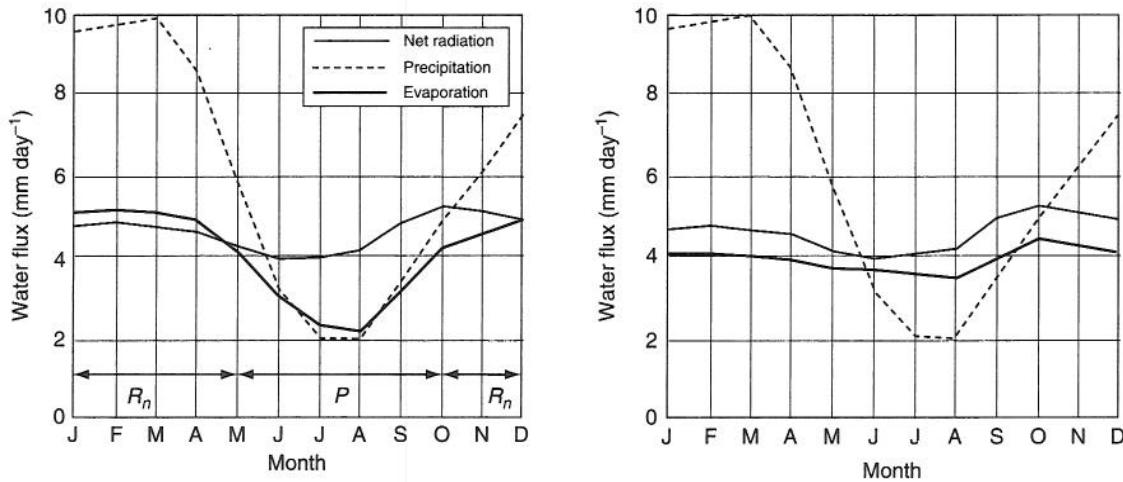 Water flux (mm day⁻¹)
10
8
6
4
2
0
Net radiation
Precipitation
Evaporation
Rn P Rn
J F M A M J J A S O N D
Month
Water flux (mm day⁻¹)
10
8
6
4
2
0
J F M A M J J A S O N D
Month